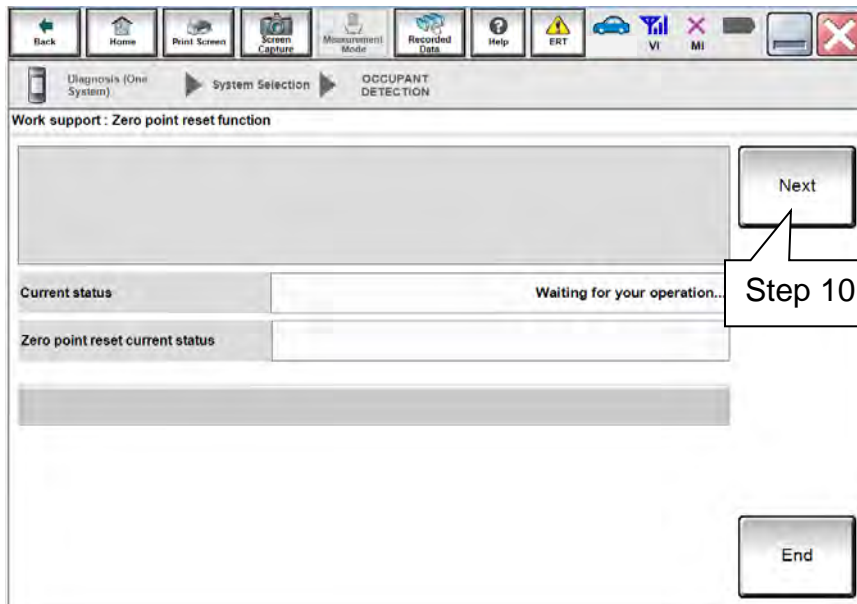 Back
Home
Print Screen
Screen
Capture
Measurement
Mode
Recorded
Data
Help
ERT
VI
MI
Diagnosis (One
System)
System Selection
OCCUPANT
DETECTION
Work support : Zero point reset function
Next
Current status
Waiting for your operation...
Step 10
Zero point reset current status
End